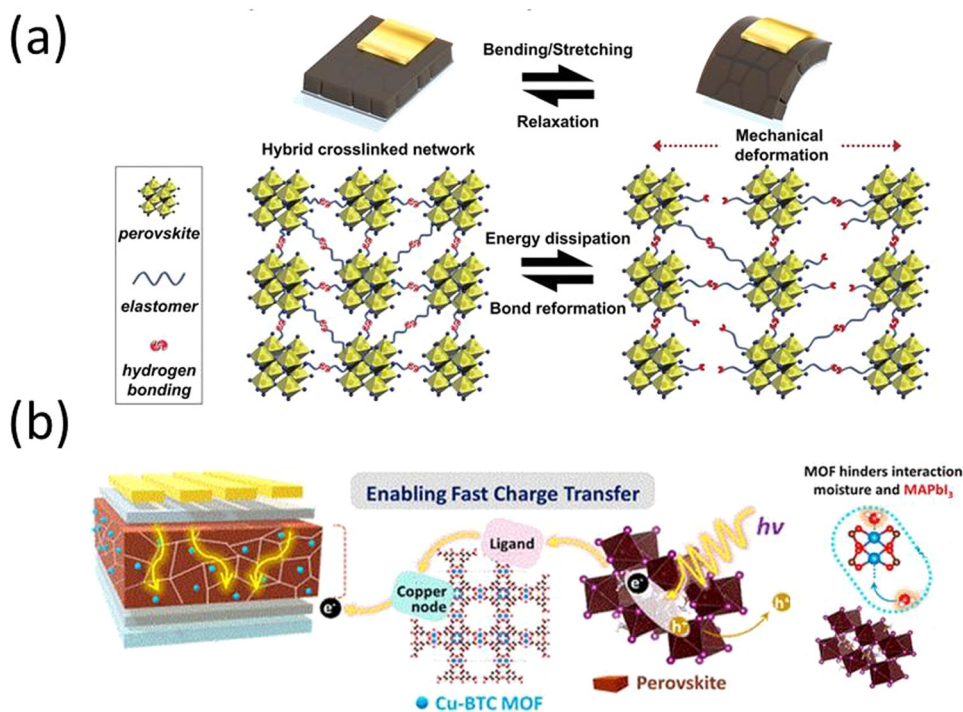 (a)
Bending/Stretching
Relaxation
Hybrid crosslinked network
Mechanical
deformation
perovskite
elastomer
hydrogen
bonding
Energy dissipation
Bond reformation
(b)
Enabling Fast Charge Transfer
MOF hinders interaction
moisture and MAPbI3
hv
Ligand
Copper
node
e-
e-
h+
h+
Cu-BTC MOF
Perovskite